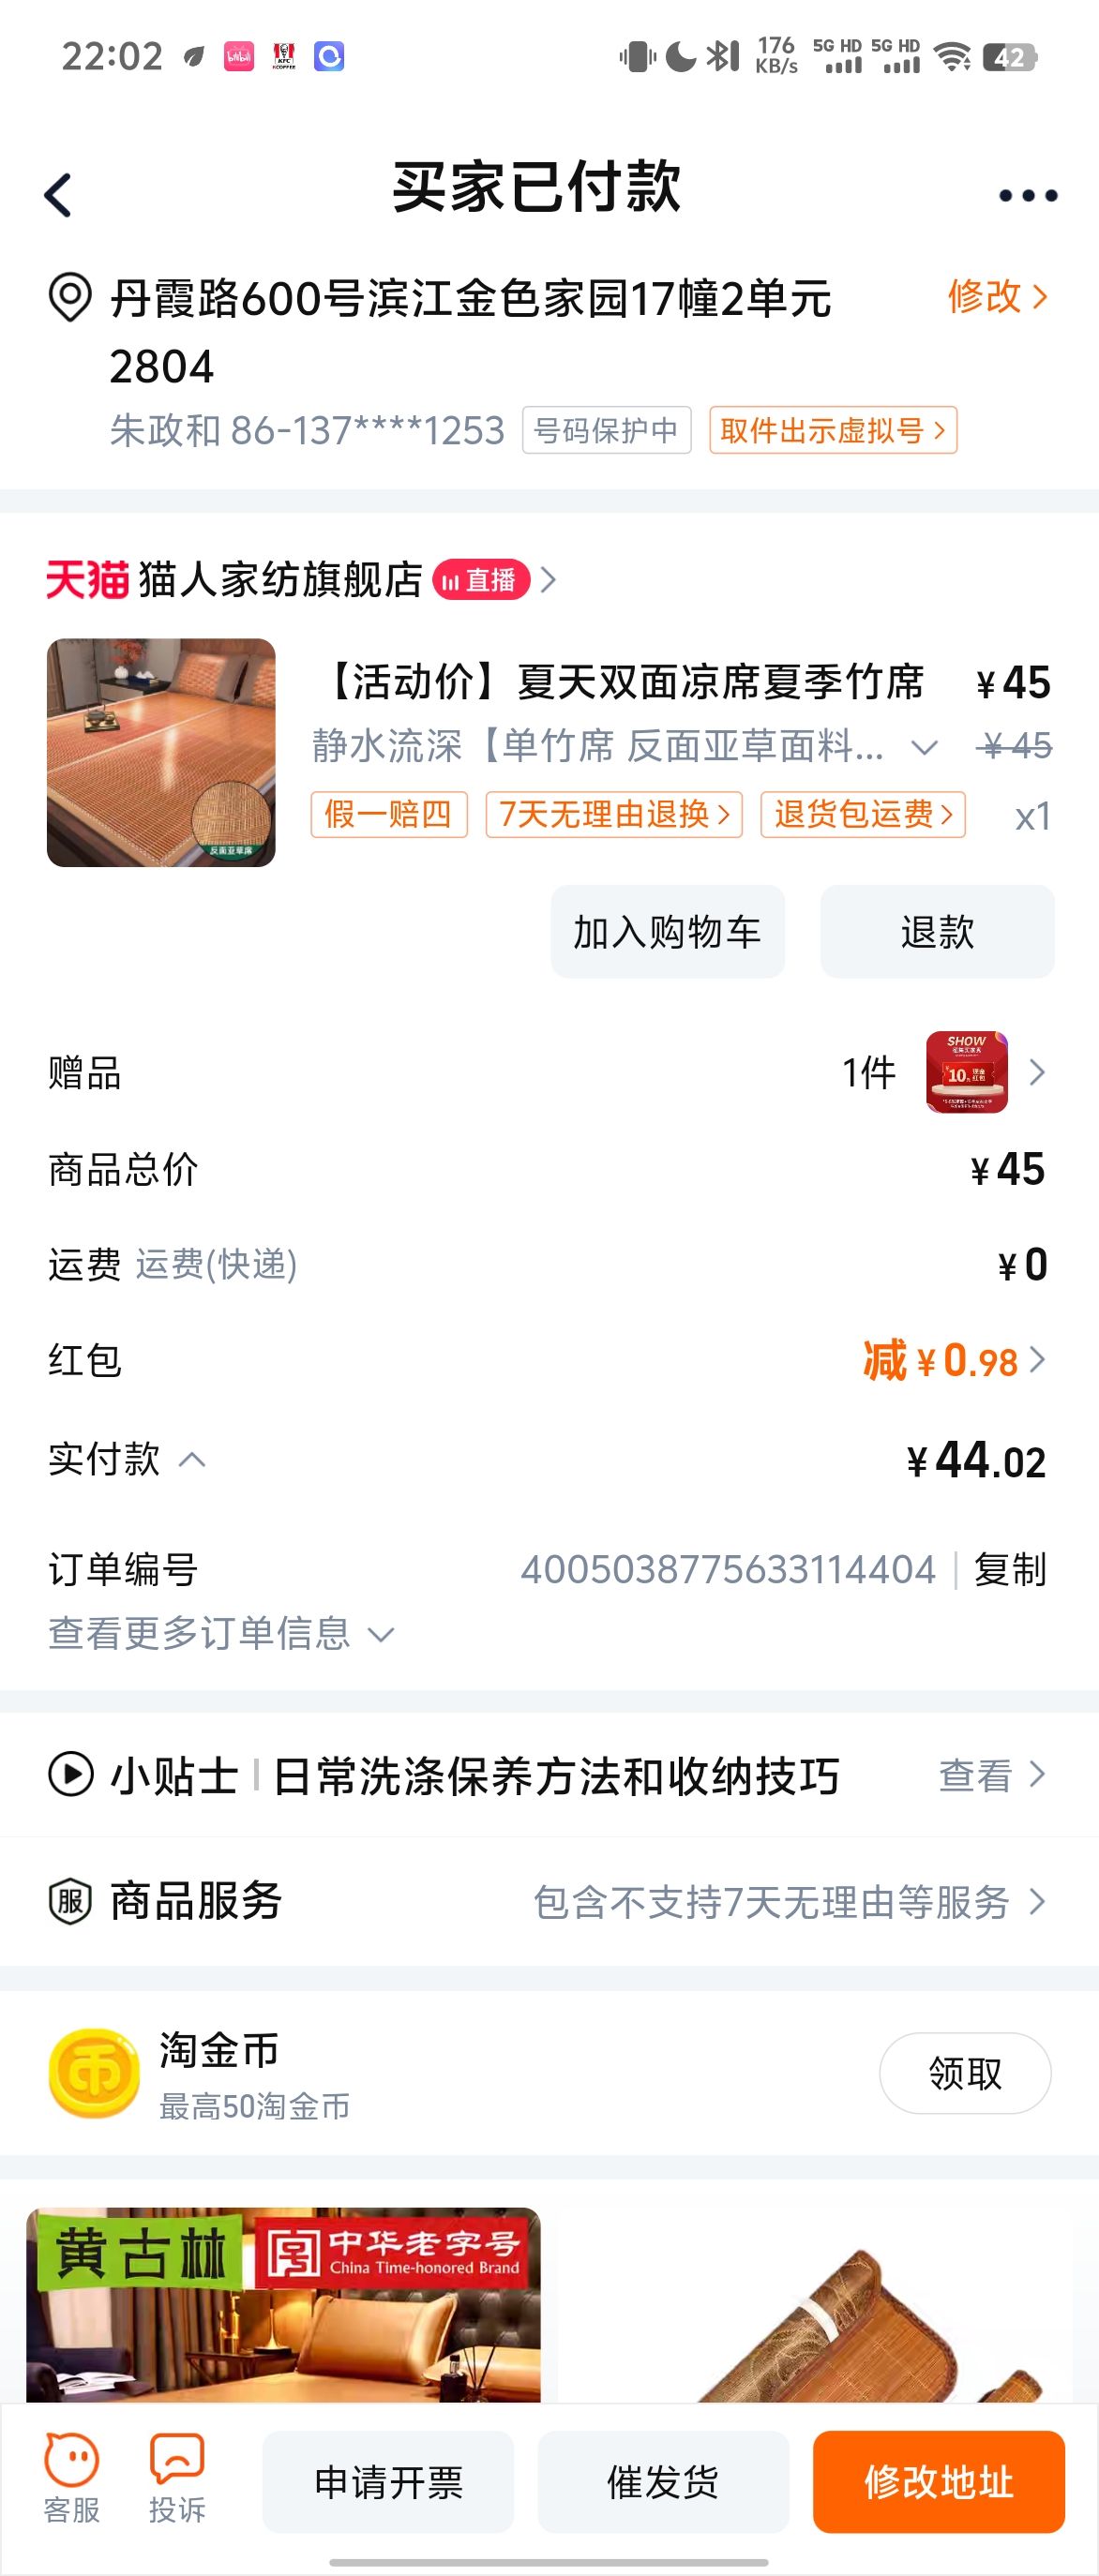 22:02
176 KB/s 5G HD 5G HD 42
买家已付款
丹霞路600号滨江金色家园17幢2单元 修改
2804
朱政和 86-137****1253 号码保护中 取件出示虚拟号
天猫 猫人家纺旗舰店 直播
【活动价】夏天双面凉席夏季竹席 ¥45
静水流深【单竹席 反面亚草面料... ¥45
假一赔四 7天无理由退换 退货包运费 x1
反面亚草席
加入购物车 退款
赠品 1件
SHOW
10
商品总价 ¥45
运费 运费(快递) ¥0
红包 减¥0.98
实付款 ¥44.02
订单编号 4005038775633114404 | 复制
查看更多订单信息
小贴士 | 日常洗涤保养方法和收纳技巧 查看
服 商品服务 包含不支持7天无理由等服务
币 淘金币 领取
最高50淘金币
黄古林 中华老字号
China Time-honored Brand
客服 投诉 申请开票 催发货 修改地址